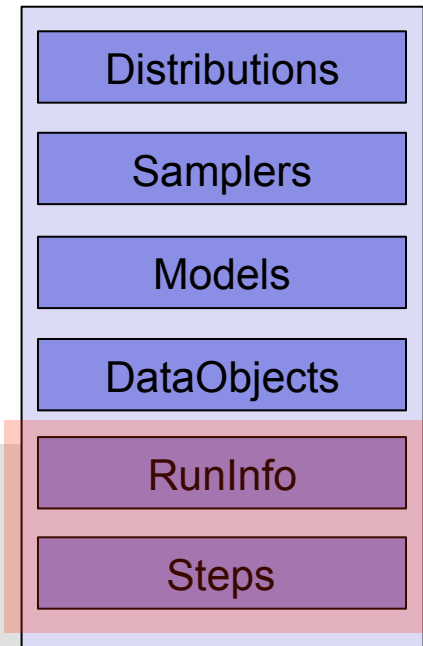 Distributions
Samplers
Models
DataObjects
RunInfo
Steps